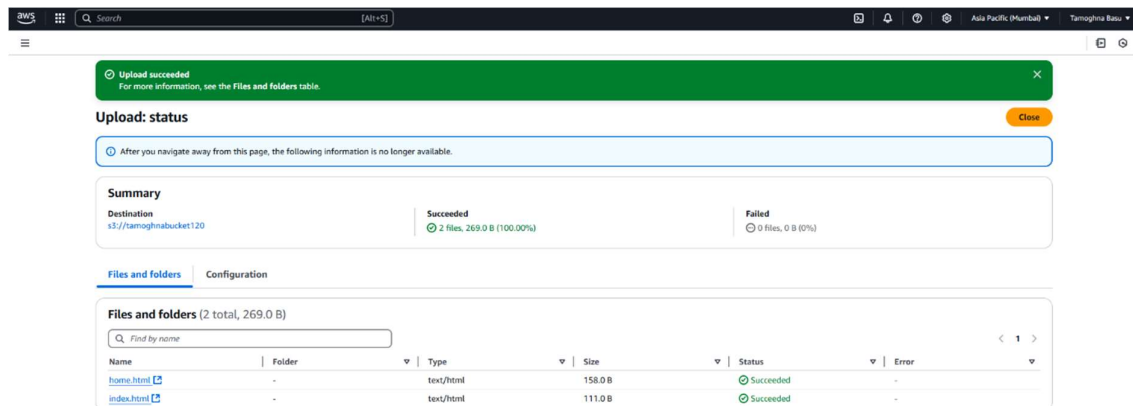 aws Search [Alt+S] Asia Pacific (Mumbai) Tamoghna Basu
Upload succeeded
For more information, see the Files and folders table.
Upload: status
Close
After you navigate away from this page, the following information is no longer available.
Summary
Destination Succeeded Failed
s3://tamoghnabucket120 2 files, 269.0 B (100.00%) 0 files, 0 B (0%)
Files and folders Configuration
Files and folders (2 total, 269.0 B)
Find by name 1
Name Folder Type Size Status Error
home.html - text/html 158.0 B Succeeded -
index.html - text/html 111.0 B Succeeded -